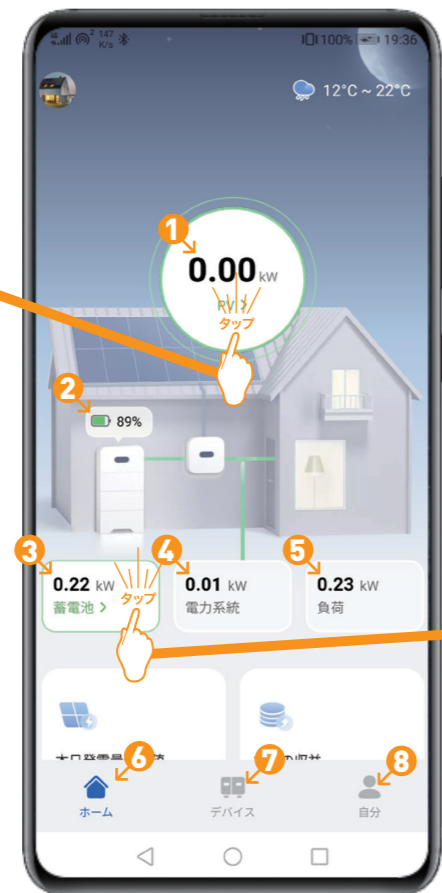 147
K/s
2
100%
19:36
12°C ~ 22°C
1
0.00 kW
PV >
タップ
2
89%
3
4
5
0.22 kW
0.01 kW
0.23 kW
蓄電池 >
タップ
電力系統
負荷
6
7
8
ホーム
デバイス
自分